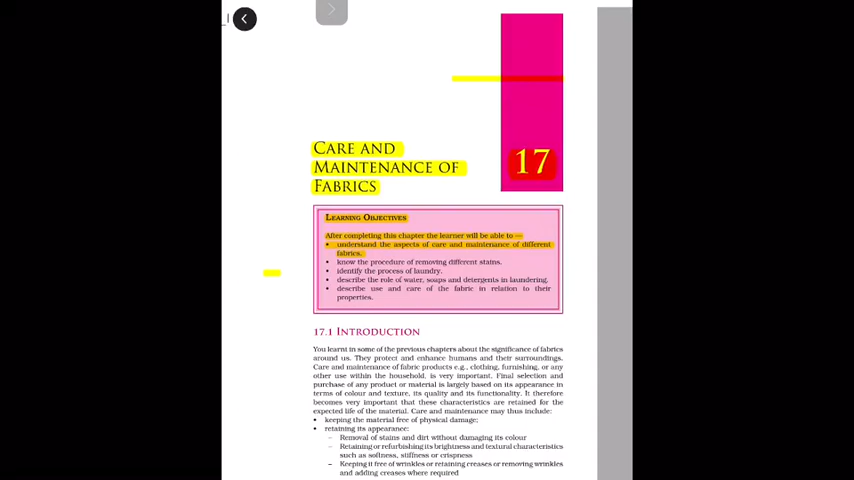 17
CARE AND
MAINTENANCE OF
FABRICS
LEARNING OBJECTIVES
After completing this chapter the learner will be able to —
• understand the aspects of care and maintenance of different
fabrics.
• know the procedure of removing different stains.
• identify the process of laundry.
• describe the role of water, soaps and detergents in laundering.
• describe use and care of the fabric in relation to their
properties.
17.1 INTRODUCTION
You learnt in some of the previous chapters about the significance of fabrics
around us. They protect and enhance humans and their surroundings.
Care and maintenance of fabric products e.g., clothing, furnishing, or any
other use within the household, is very important. Final selection and
purchase of any product or material is largely based on its appearance in
terms of colour and texture, its quality and its functionality. It therefore
becomes very important that these characteristics are retained for the
expected life of the material. Care and maintenance may thus include:
• keeping the material free of physical damage;
• retaining its appearance:
– Removal of stains and dirt without damaging its colour
– Retaining or refurbishing its brightness and textural characteristics
such as softness, stiffness or crispness
– Keeping it free of wrinkles or retaining creases or removing wrinkles
and adding creases where required